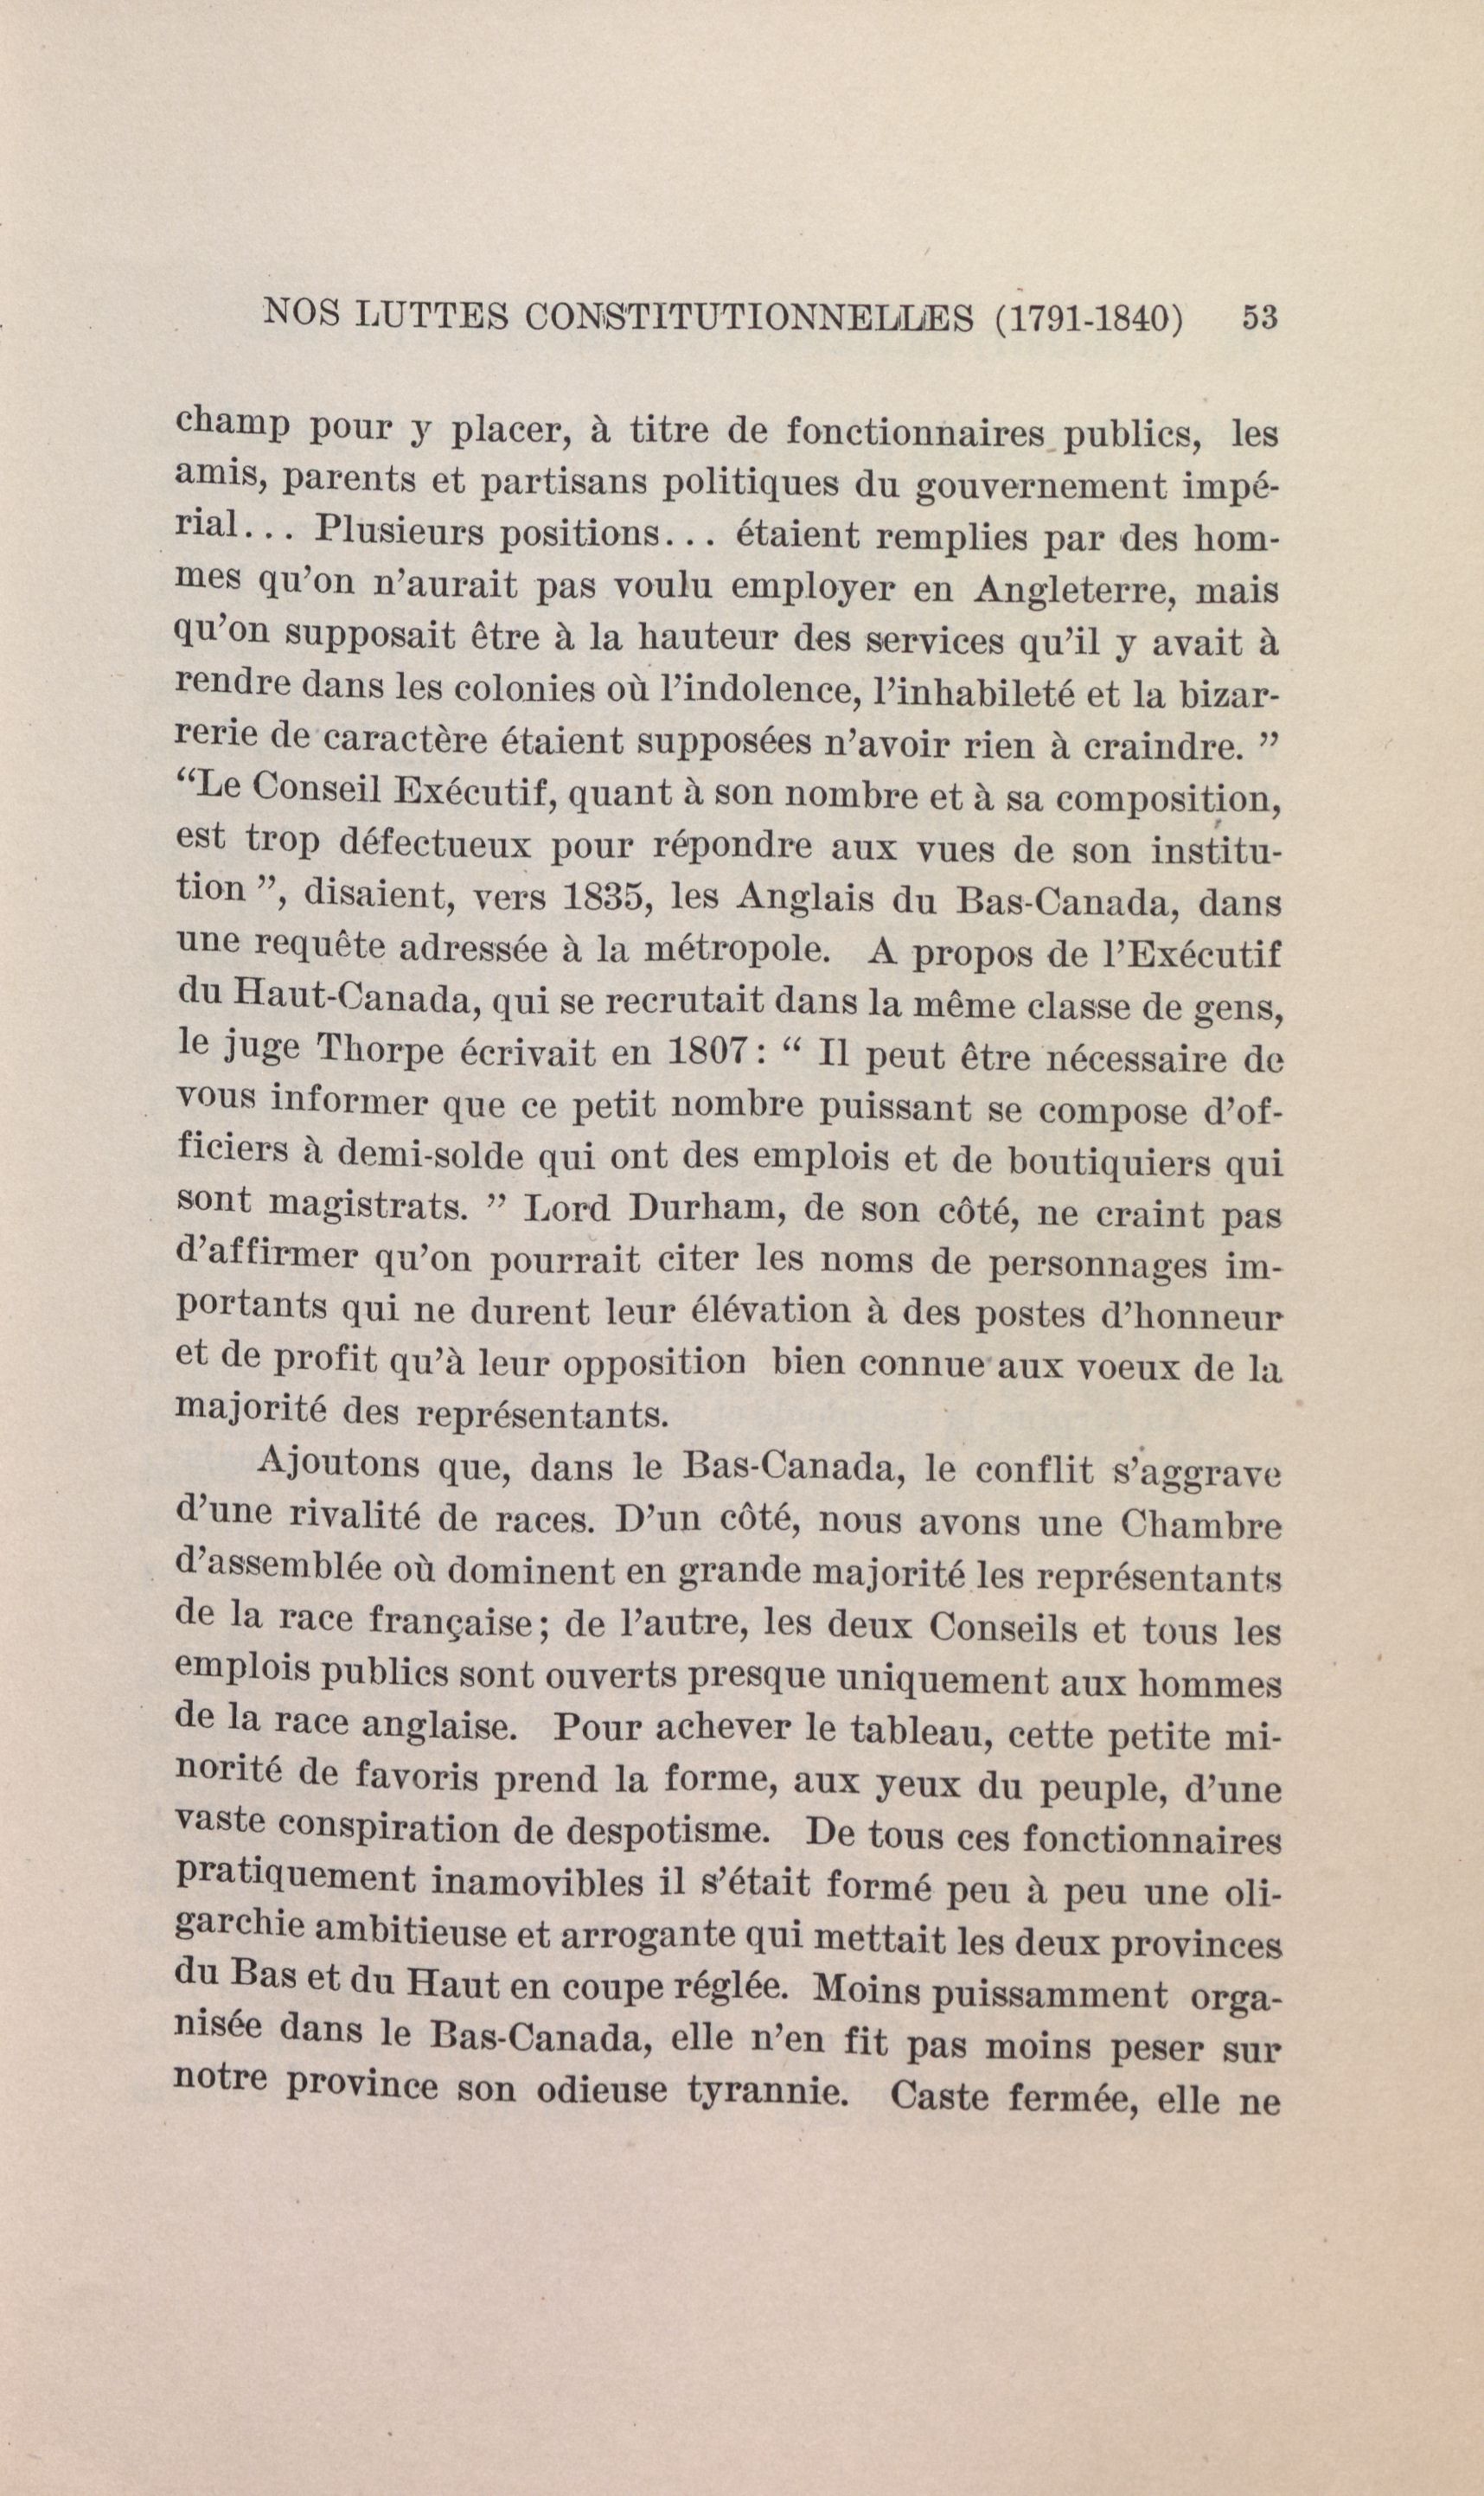 NOS LUTTES CONSTITUTIONNELLES (1791-1840) 53
champ pour y placer, à titre de fonctionnaires publics, les
amis, parents et partisans politiques du gouvernement impé-
rial... Plusieurs positions... étaient remplies par des hom-
mes qu'on n'aurait pas voulu employer en Angleterre, mais
qu'on supposait être à la hauteur des services qu'il y avait à
rendre dans les colonies où l'indolence, l'inhabileté et la bizar-
rerie de caractère étaient supposées n'avoir rien à craindre. ”
“Le Conseil Exécutif, quant à son nombre et à sa composition,
est trop défectueux pour répondre aux vues de son institu-
tion ”, disaient, vers 1835, les Anglais du Bas-Canada, dans
une requête adressée à la métropole. A propos de l'Exécutif
du Haut-Canada, qui se recrutait dans la même classe de gens,
le juge Thorpe écrivait en 1807: “ Il peut être nécessaire de
vous informer que ce petit nombre puissant se compose d'of-
ficiers à demi-solde qui ont des emplois et de boutiquiers qui
sont magistrats. ” Lord Durham, de son côté, ne craint pas
d'affirmer qu'on pourrait citer les noms de personnages im-
portants qui ne durent leur élévation à des postes d'honneur
et de profit qu'à leur opposition bien connue aux voeux de la
majorité des représentants.
Ajoutons que, dans le Bas-Canada, le conflit s'aggrave
d'une rivalité de races. D'un côté, nous avons une Chambre
d'assemblée où dominent en grande majorité les représentants
de la race française; de l'autre, les deux Conseils et tous les
emplois publics sont ouverts presque uniquement aux hommes
de la race anglaise. Pour achever le tableau, cette petite mi-
norité de favoris prend la forme, aux yeux du peuple, d'une
vaste conspiration de despotisme. De tous ces fonctionnaires
pratiquement inamovibles il s'était formé peu à peu une oli-
garchie ambitieuse et arrogante qui mettait les deux provinces
du Bas et du Haut en coupe réglée. Moins puissamment orga-
nisée dans le Bas-Canada, elle n'en fit pas moins peser sur
notre province son odieuse tyrannie. Caste fermée, elle ne